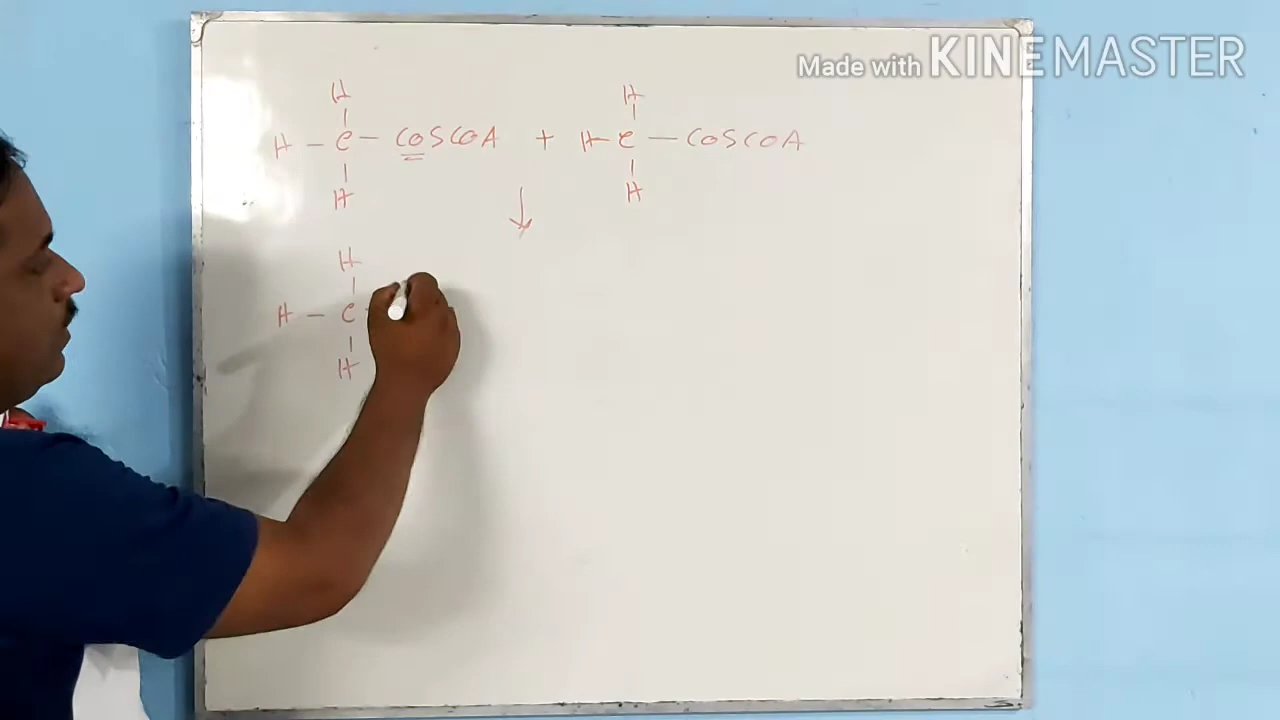 Made with KINEMASTER
H H
H - C - COSCOA + H - C - COSCOA
H H
↓
H
H - C -
H